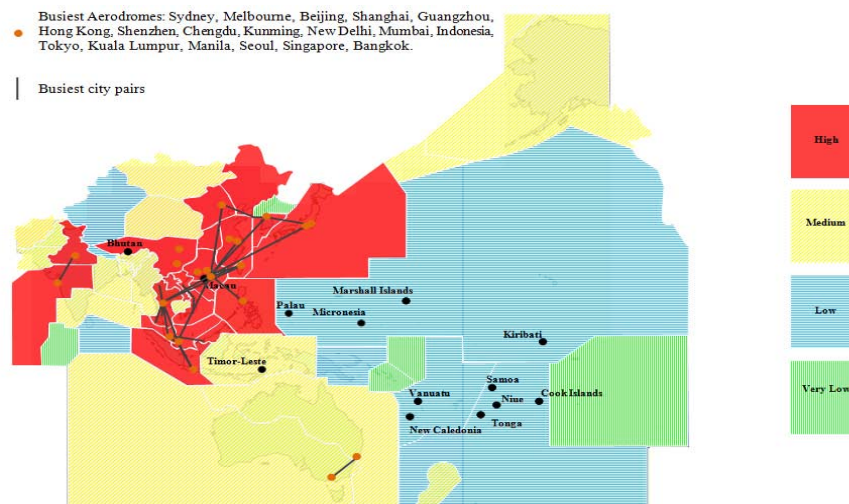 Busiest Aerodromes: Sydney, Melbourne, Beijing, Shanghai, Guangzhou,
Hong Kong, Shenzhen, Chengdu, Kunming, New Delhi, Mumbai, Indonesia,
Tokyo, Kuala Lumpur, Manila, Seoul, Singapore, Bangkok.
Busiest city pairs
High
Medium
Low
Very Low
Bhutan
Macau
Marshall Islands
Palau
Micronesia
Kiribati
Timor-Leste
Samoa
Vanuatu
Niue
Cook Islands
New Caledonia
Tonga